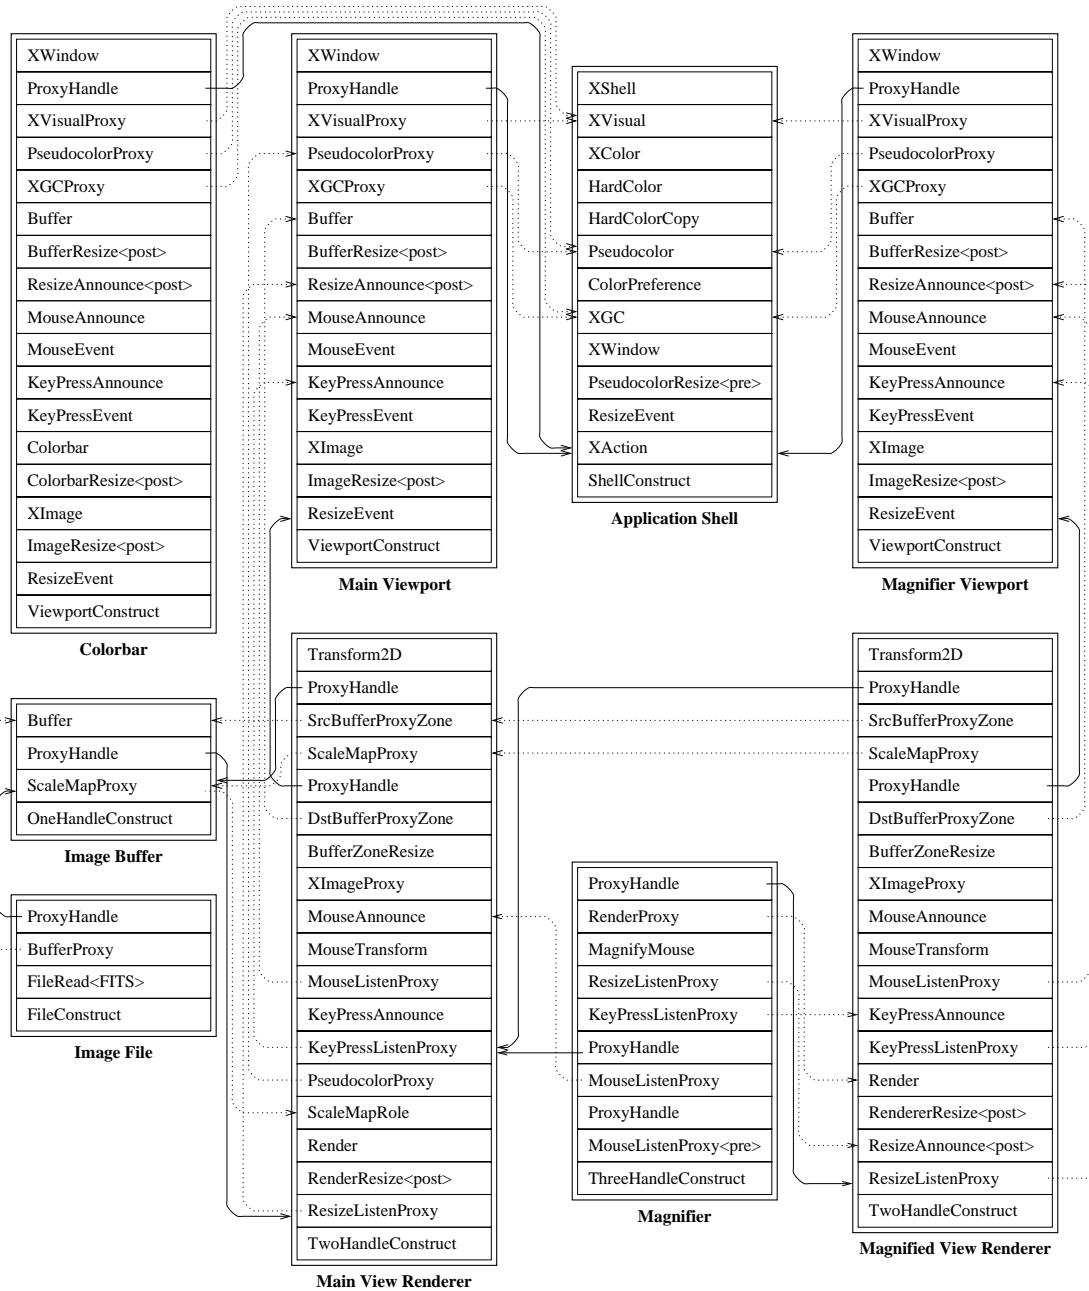 XWindow
ProxyHandle
XVisualProxy
PseudocolorProxy
XGCProxy
Buffer
BufferResize<post>
ResizeAnnounce<post>
MouseAnnounce
MouseEvent
KeyPressAnnounce
KeyPressEvent
Colorbar
ColorbarResize<post>
XImage
ImageResize<post>
ResizeEvent
ViewportConstruct
Colorbar
XWindow
ProxyHandle
XVisualProxy
PseudocolorProxy
XGCProxy
Buffer
BufferResize<post>
ResizeAnnounce<post>
MouseAnnounce
MouseEvent
KeyPressAnnounce
KeyPressEvent
XImage
ImageResize<post>
ResizeEvent
ViewportConstruct
Main Viewport
XShell
XVisual
XColor
HardColor
HardColorCopy
Pseudocolor
ColorPreference
XGC
XWindow
PseudocolorResize<pre>
ResizeEvent
XAction
ShellConstruct
Application Shell
XWindow
ProxyHandle
XVisualProxy
PseudocolorProxy
XGCProxy
Buffer
BufferResize<post>
ResizeAnnounce<post>
MouseAnnounce
MouseEvent
KeyPressAnnounce
KeyPressEvent
XImage
ImageResize<post>
ResizeEvent
ViewportConstruct
Magnifier Viewport
Buffer
ProxyHandle
ScaleMapProxy
OneHandleConstruct
Image Buffer
ProxyHandle
BufferProxy
FileRead<FITS>
FileConstruct
Image File
Transform2D
ProxyHandle
SrcBufferProxyZone
ScaleMapProxy
ProxyHandle
DstBufferProxyZone
BufferZoneResize
XImageProxy
MouseAnnounce
MouseTransform
MouseListenProxy
KeyPressAnnounce
KeyPressListenProxy
PseudocolorProxy
ScaleMapRole
Render
RenderResize<post>
ResizeListenProxy
TwoHandleConstruct
Main View Renderer
ProxyHandle
RenderProxy
MagnifyMouse
ResizeListenProxy
KeyPressListenProxy
ProxyHandle
MouseListenProxy
ProxyHandle
MouseListenProxy<pre>
ThreeHandleConstruct
Magnifier
Transform2D
ProxyHandle
SrcBufferProxyZone
ScaleMapProxy
ProxyHandle
DstBufferProxyZone
BufferZoneResize
XImageProxy
MouseAnnounce
MouseTransform
MouseListenProxy
KeyPressAnnounce
KeyPressListenProxy
Render
RendererResize<post>
ResizeAnnounce<post>
ResizeListenProxy
TwoHandleConstruct
Magnified View Renderer